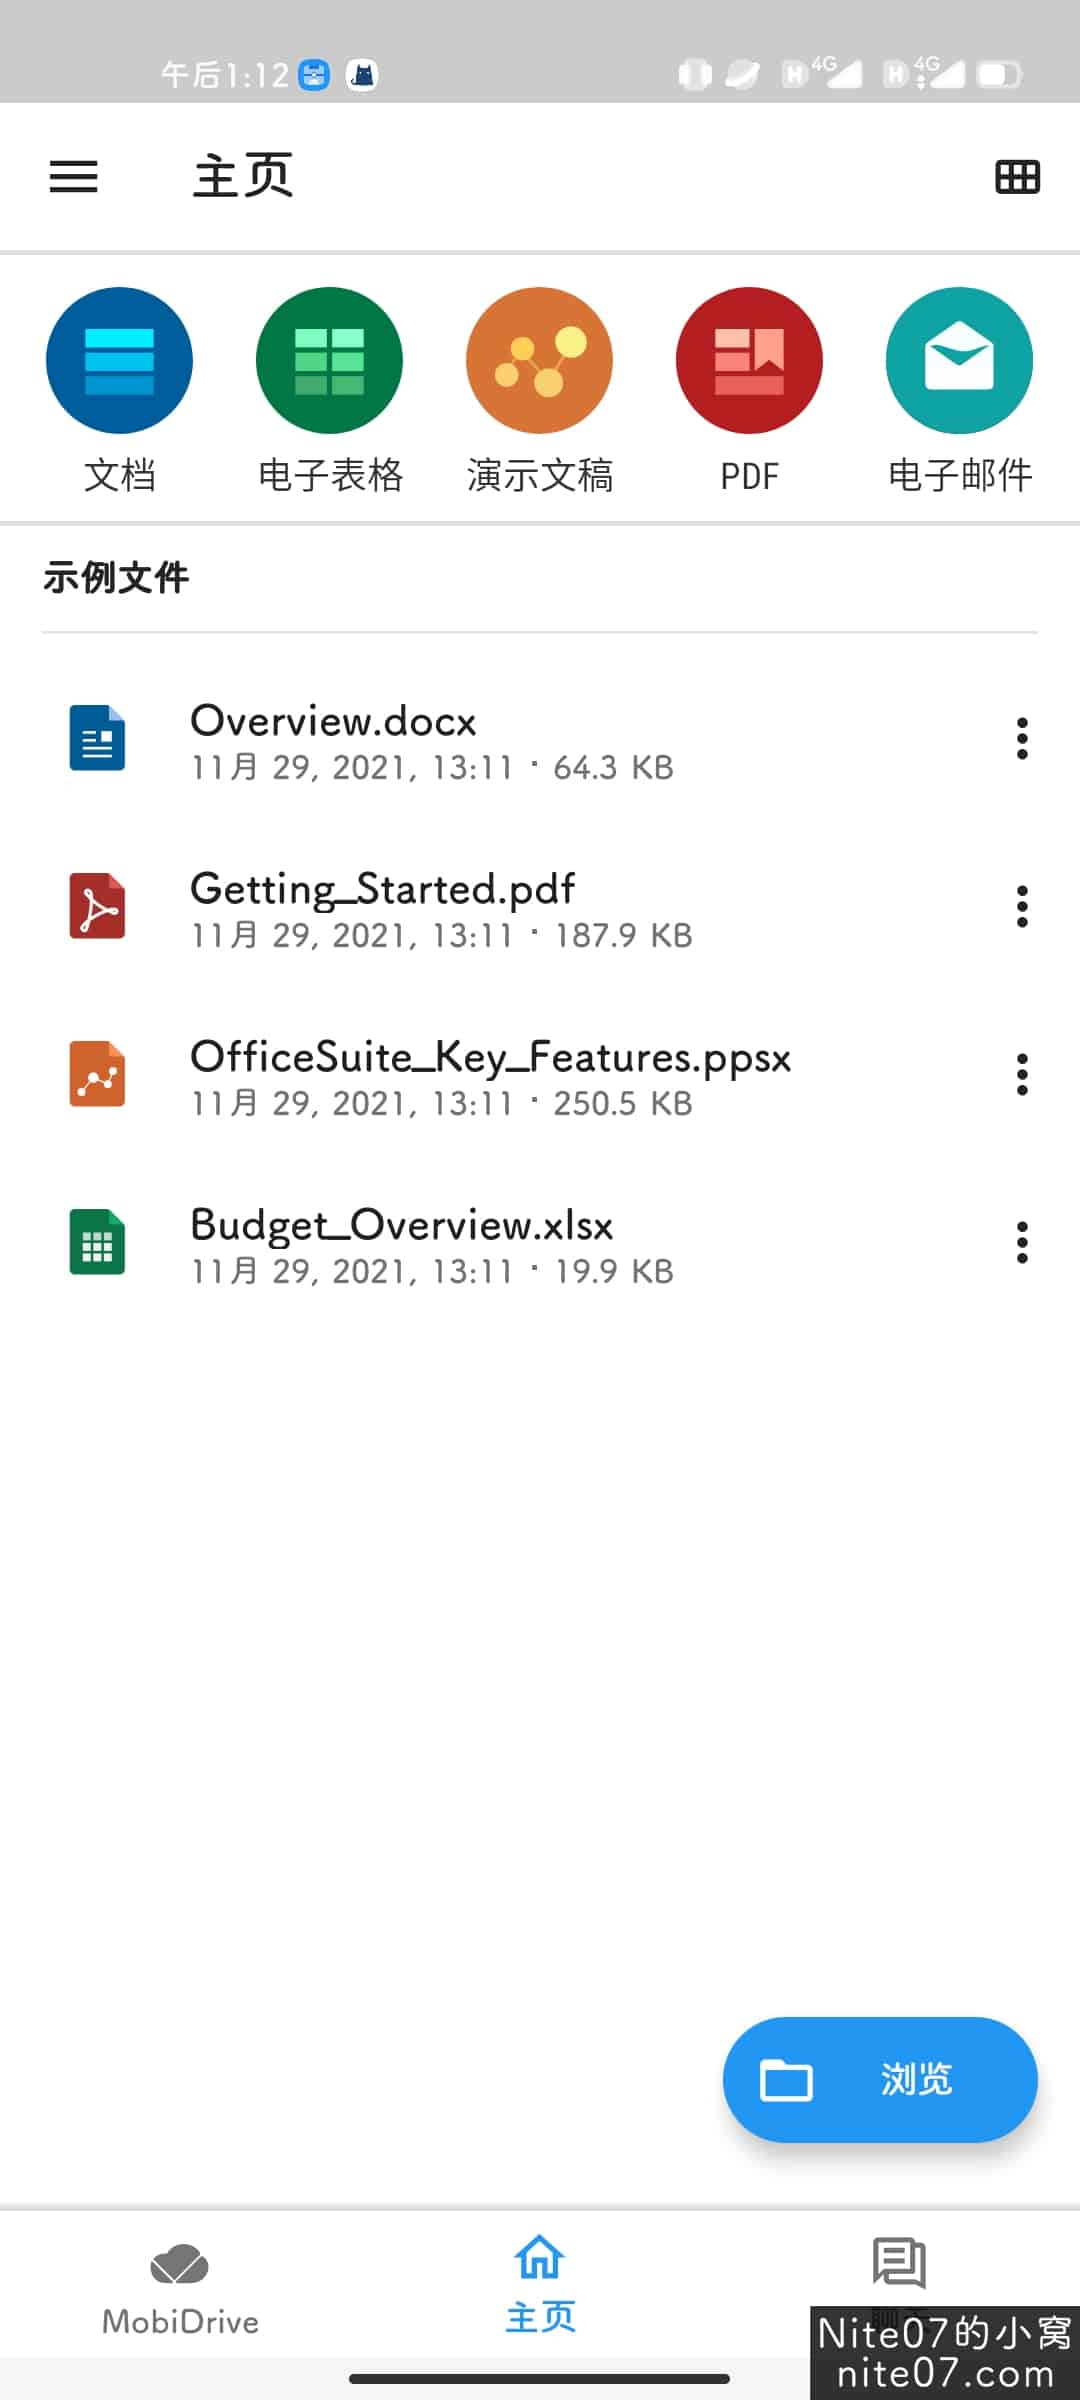 午后1:12
4G
4G
主页
文档
电子表格
演示文稿
PDF
电子邮件
示例文件
Overview.docx
11月 29, 2021, 13:11 · 64.3 KB
Getting_Started.pdf
11月 29, 2021, 13:11 · 187.9 KB
OfficeSuite_Key_Features.ppsx
11月 29, 2021, 13:11 · 250.5 KB
Budget_Overview.xlsx
11月 29, 2021, 13:11 · 19.9 KB
浏览
MobiDrive
主页
Nite07的小窝
nite07.com